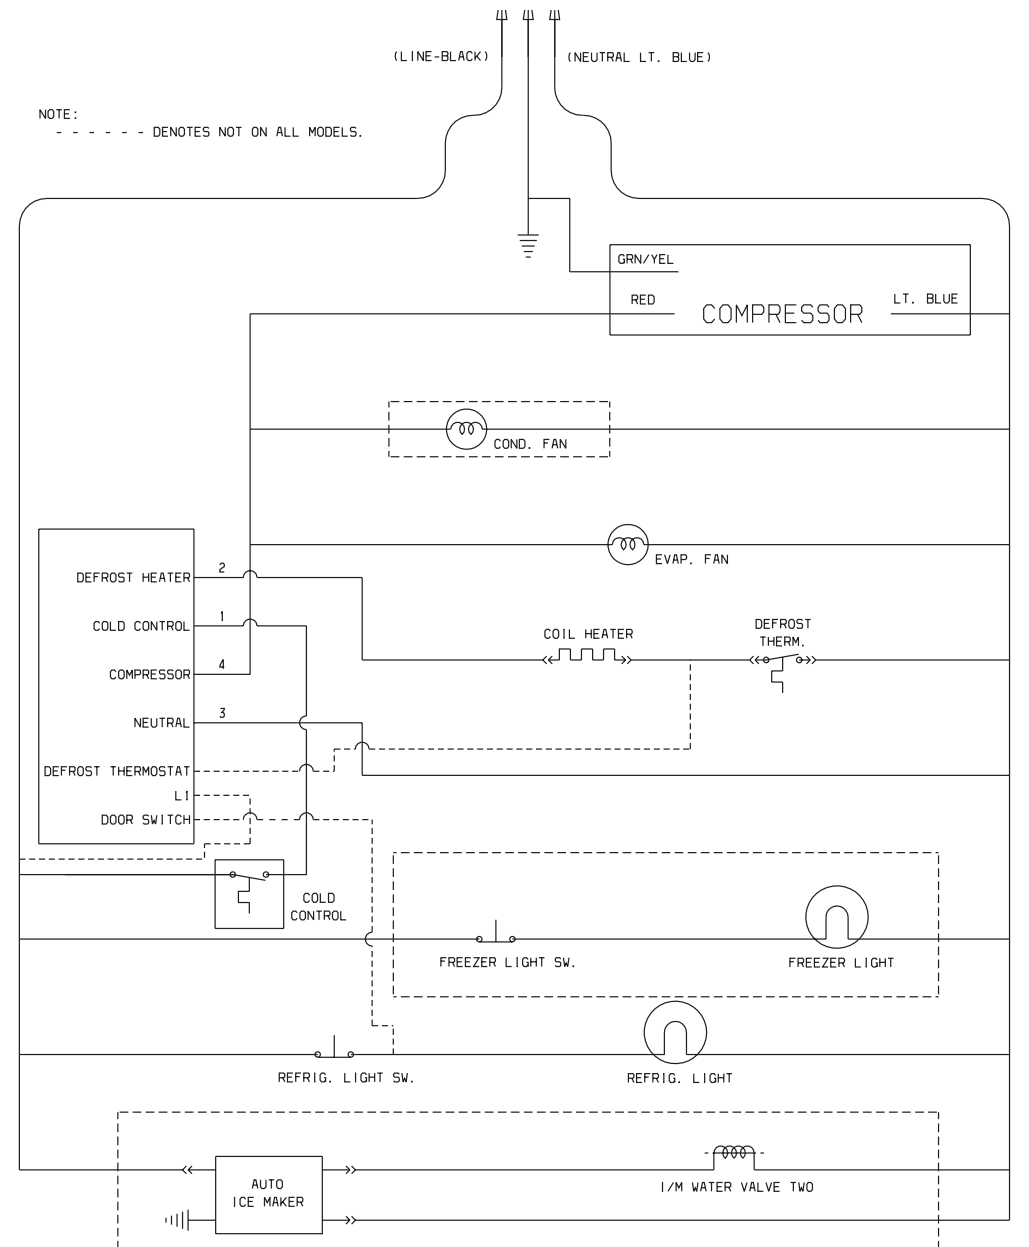 (LINE-BLACK)
(NEUTRAL LT. BLUE)
NOTE:
- - - - - - DENOTES NOT ON ALL MODELS.
GRN/YEL
RED
COMPRESSOR
LT. BLUE
COND. FAN
EVAP. FAN
DEFROST HEATER
2
COLD CONTROL
1
COMPRESSOR
4
NEUTRAL
3
DEFROST THERMOSTAT
L1
DOOR SWITCH
COIL HEATER
DEFROST
THERM.
COLD
CONTROL
FREEZER LIGHT SW.
FREEZER LIGHT
REFRIG. LIGHT SW.
REFRIG. LIGHT
AUTO
ICE MAKER
I/M WATER VALVE TWO